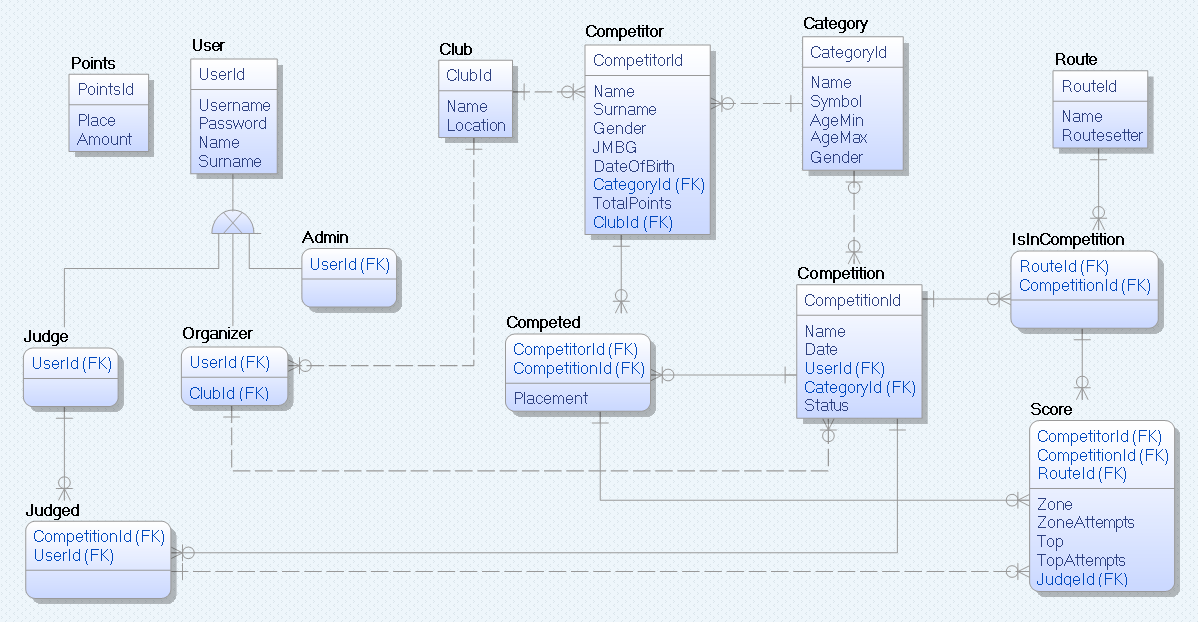 Points
PointsId
Place
Amount
User
UserId
Username
Password
Name
Surname
Club
ClubId
Name
Location
Competitor
CompetitorId
Name
Surname
Gender
JMBG
DateOfBirth
CategoryId (FK)
TotalPoints
ClubId (FK)
Category
CategoryId
Name
Symbol
AgeMin
AgeMax
Gender
Route
RouteId
Name
Routesetter
Admin
UserId (FK)
IsInCompetition
RouteId (FK)
CompetitionId (FK)
Judge
UserId (FK)
Organizer
UserId (FK)
ClubId (FK)
Competed
CompetitorId (FK)
CompetitionId (FK)
Placement
Competition
CompetitionId
Name
Date
UserId (FK)
CategoryId (FK)
Status
Score
CompetitorId (FK)
CompetitionId (FK)
RouteId (FK)
Zone
ZoneAttempts
Top
TopAttempts
JudgeId (FK)
Judged
CompetitionId (FK)
UserId (FK)